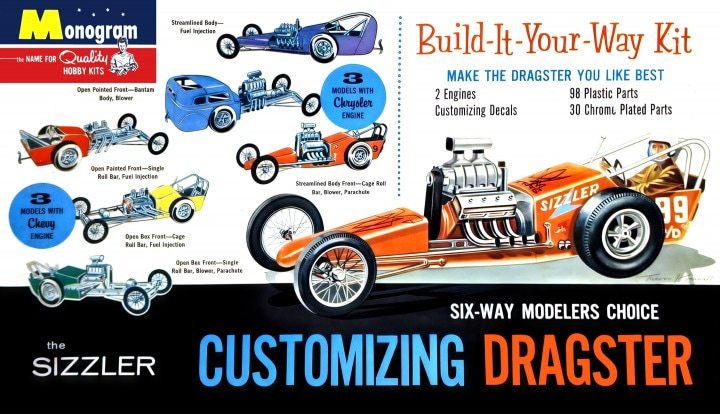 Monogram
the NAME FOR Quality
HOBBY KITS
Streamlined Body—
Fuel Injection
Open Pointed Front—Bantam
Body, Blower
3
MODELS WITH
Chrysler
ENGINE
Open Pointed Front—Single
Roll Bar, Fuel Injection
Streamlined Body Front—Cage Roll
Bar, Blower, Parachute
3
MODELS WITH
Chevy
ENGINE
Open Box Front—Cage
Roll Bar, Fuel Injection
Open Box Front—Single
Roll Bar, Blower, Parachute
Build-It-Your-Way Kit
MAKE THE DRAGSTER YOU LIKE BEST
2 Engines
Customizing Decals
98 Plastic Parts
30 Chrome Plated Parts
SIZZLER
99
/D
99
SIX-WAY MODELERS CHOICE
the
SIZZLER
CUSTOMIZING DRAGSTER